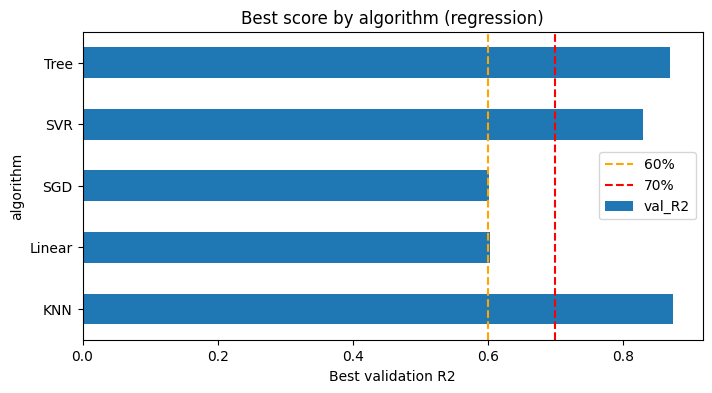 Best score by algorithm (regression)
algorithm
Tree
SVR
SGD
Linear
KNN
60%
70%
val_R2
0.0 0.2 0.4 0.6 0.8
Best validation R2